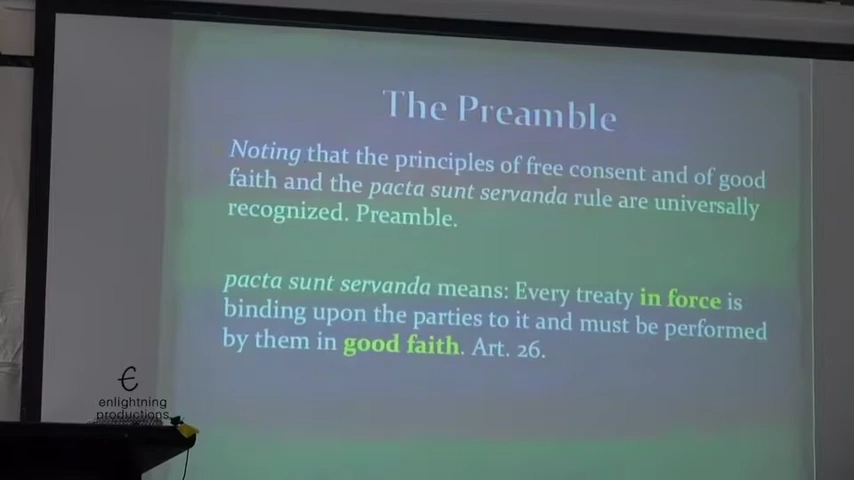 The Preamble
Noting that the principles of free consent and of good
faith and the pacta sunt servanda rule are universally
recognized. Preamble.
pacta sunt servanda means: Every treaty in force is
binding upon the parties to it and must be performed
by them in good faith. Art. 26.
€
enlightning
productions